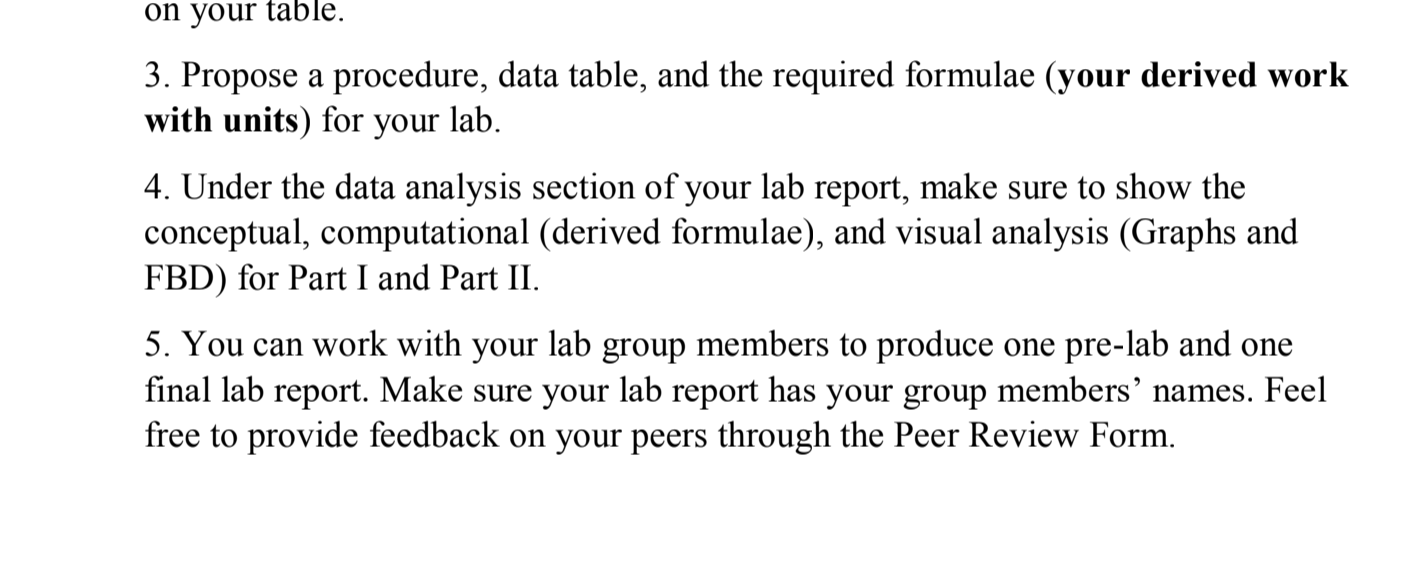 on your table.
3. Propose a procedure, data table, and the required formulae (your derived work
with units) for your lab.
4. Under the data analysis section of your lab report, make sure to show the
conceptual, computational (derived formulae), and visual analysis (Graphs and
FBD) for Part I and Part II.
5. You can work with your lab group members to produce one pre-lab and one
final lab report. Make sure your lab report has your group members’ names. Feel
free to provide feedback on your peers through the Peer Review Form.